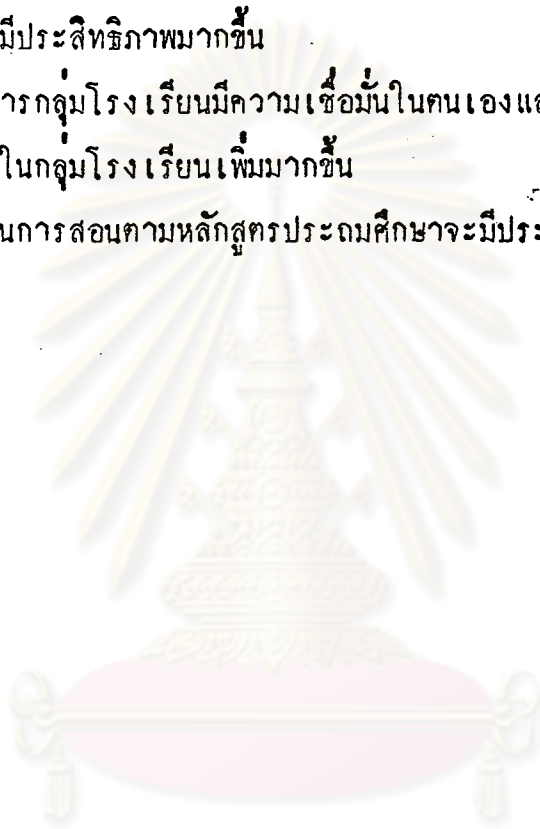 มีประสิทธิภาพมากขึ้น
ารกลุ่มโรงเรียนมีความเชื่อมั่นในตนเองแล
ในกลุ่มโรงเรียนเพิ่มมากขึ้น
นการสอนตามหลักสูตรประถมศึกษาจะมีประ